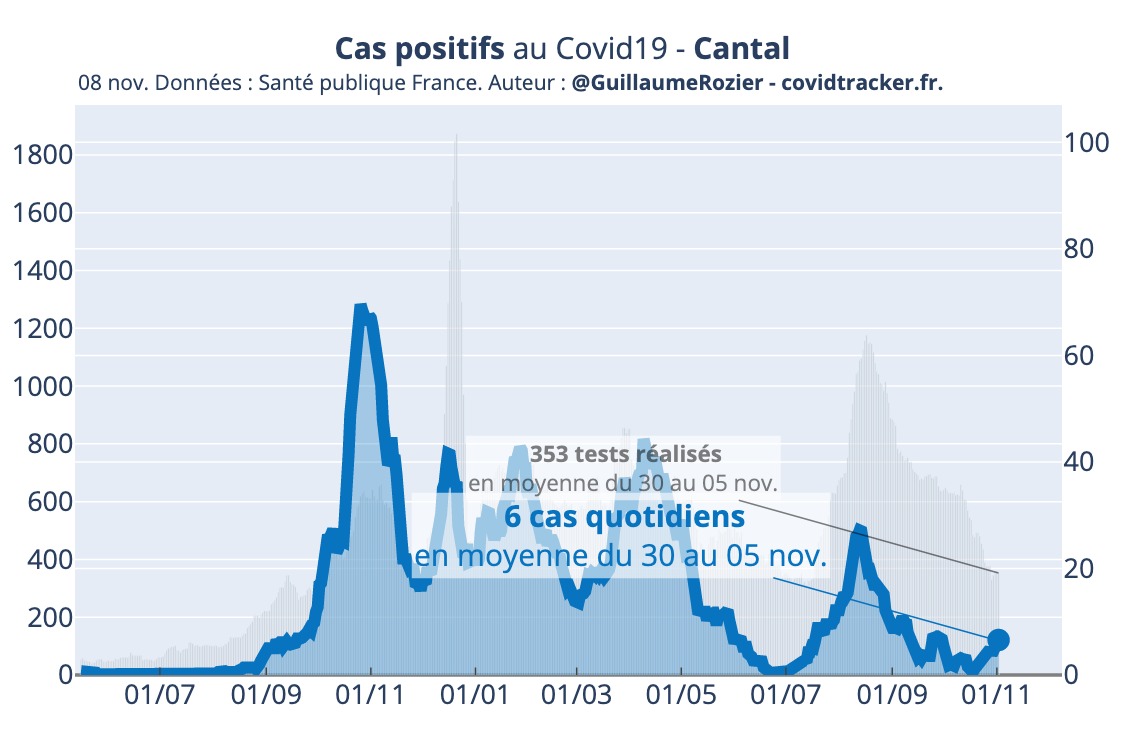 Cas positifs au Covid19 - Cantal
08 nov. Données : Santé publique France. Auteur : @GuillaumeRozier - covidtracker.fr.
1800
1600
1400
1200
1000
800
600
400
200
0
100
80
60
40
20
0
353 tests réalisés
en moyenne du 30 au 05 nov.
6 cas quotidiens
en moyenne du 30 au 05 nov.
01/07 01/09 01/11 01/01 01/03 01/05 01/07 01/09 01/11